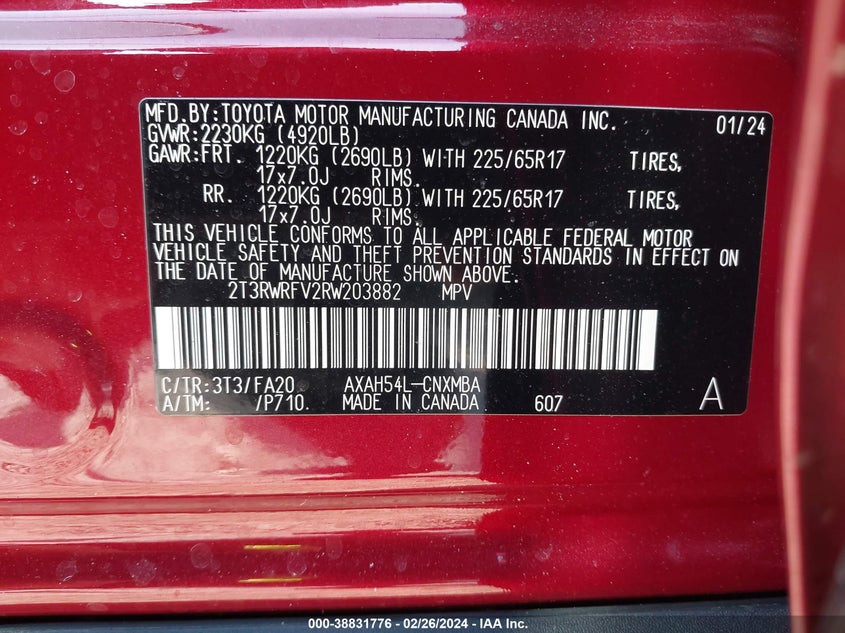 MFD.BY:TOYOTA MOTOR MANUFACTURING CANADA INC. 01/24
GVWR:2230KG (4920LB)
GAWR:FRT. 1220KG (2690LB) WITH 225/65R17 TIRES,
17x7.0J RIMS.
RR. 1220KG (2690LB) WITH 225/65R17 TIRES,
17x7.0J RIMS.
THIS VEHICLE CONFORMS TO ALL APPLICABLE FEDERAL MOTOR
VEHICLE SAFETY AND THEFT PREVENTION STANDARDS IN EFFECT ON
THE DATE OF MANUFACTURE SHOWN ABOVE.
2T3RWRFV2RW203882 MPV
C/TR:3T3/FA20 AXAH54L-CNXMBA
A/TM: /P710. MADE IN CANADA 607 A
000-38831776 - 02/26/2024 - IAA Inc.